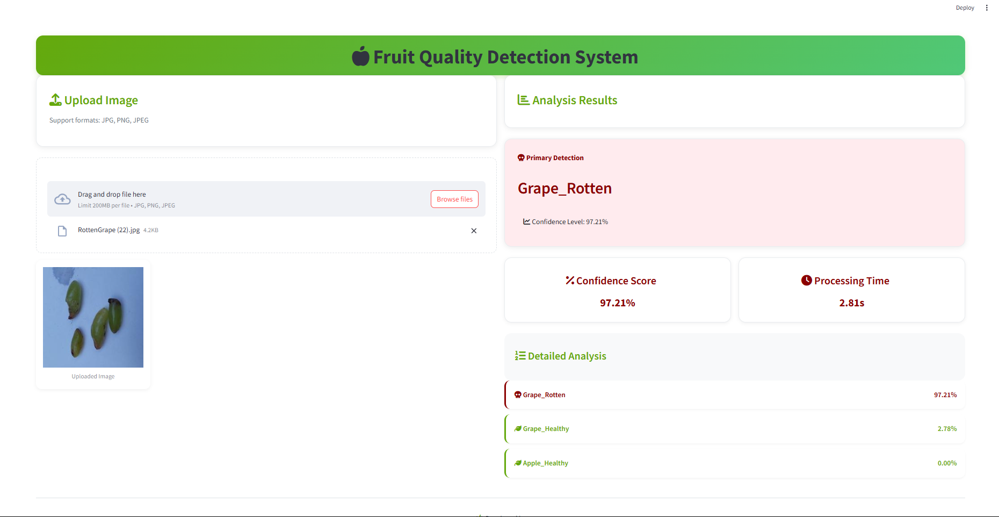 Deploy
Fruit Quality Detection System
Upload Image
Support formats: JPG, PNG, JPEG
Drag and drop file here
Limit 200MB per file • JPG, PNG, JPEG
Browse files
RottenGrape (22).jpg 4.2KB
Uploaded Image
Analysis Results
Primary Detection
Grape_Rotten
Confidence Level: 97.21%
Confidence Score
97.21%
Processing Time
2.81s
Detailed Analysis
Grape_Rotten 97.21%
Grape_Healthy 2.78%
Apple_Healthy 0.00%